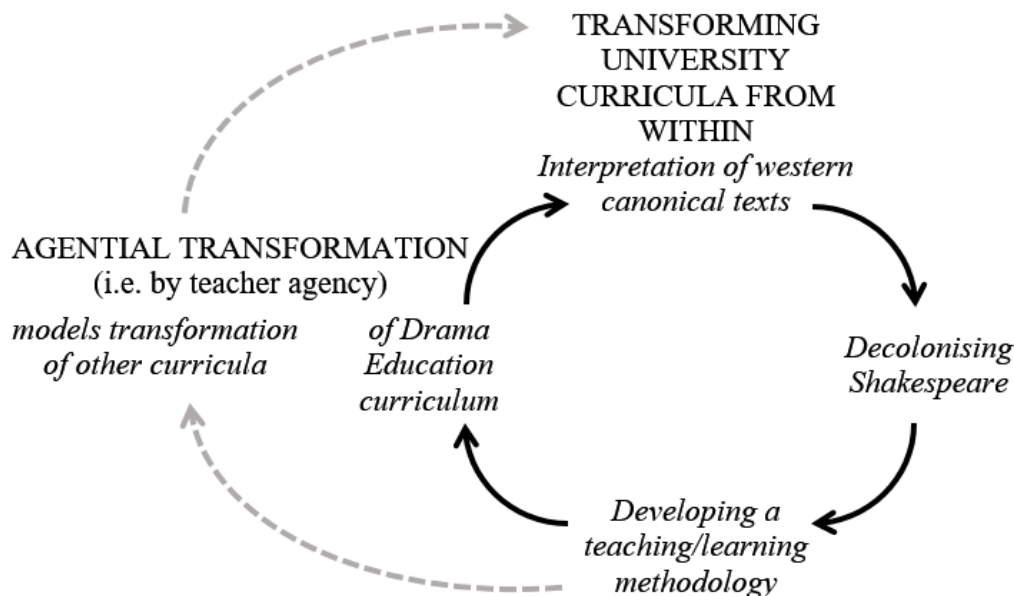 TRANSFORMING
UNIVERSITY
CURRICULA FROM
WITHIN
Interpretation of western
canonical texts
AGENTIAL TRANSFORMATION
(i.e. by teacher agency)
models transformation
of other curricula
of Drama
Education
curriculum
Decolonising
Shakespeare
Developing a
teaching/learning
methodology